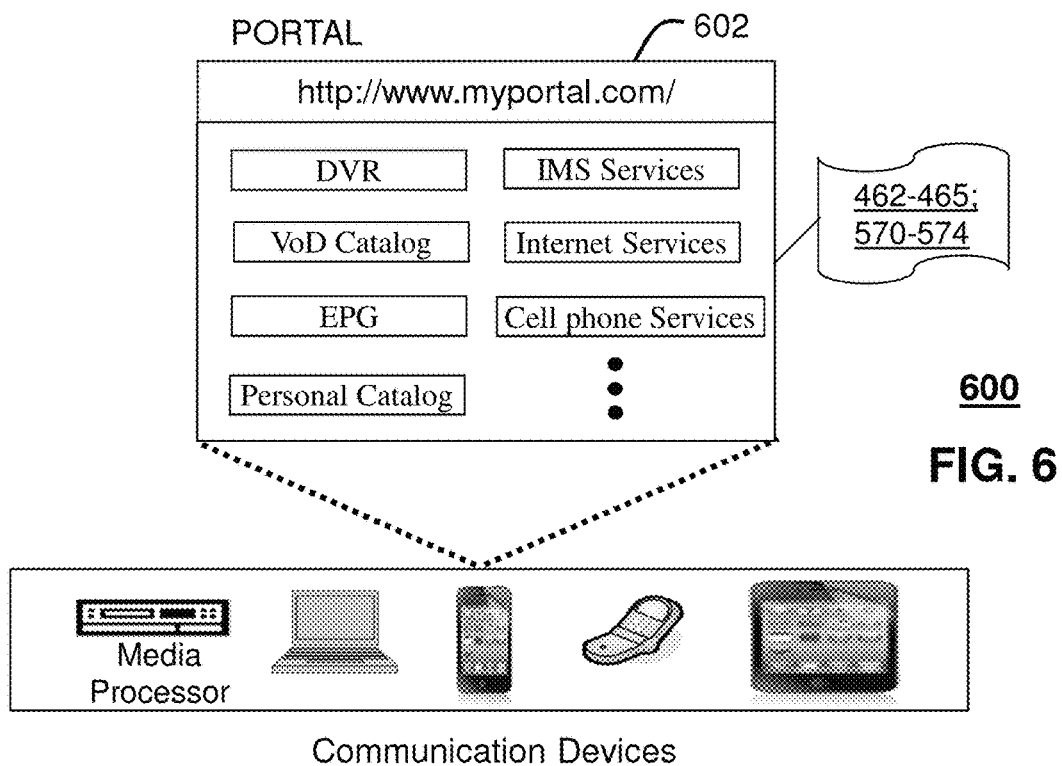 PORTAL
602
http://www.myportal.com/
DVR
IMS Services
VoD Catalog
Internet Services
EPG
Cell phone Services
Personal Catalog
462-465;
570-574
600
FIG. 6
Media
Processor
Communication Devices